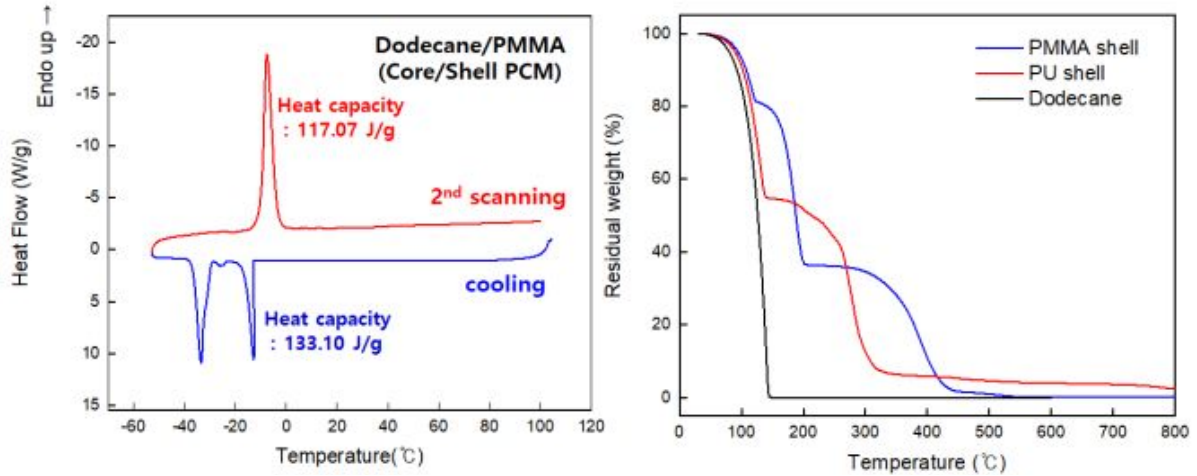 Endo up →
Heat Flow (W/g)
-20
-15
-10
-5
0
5
10
15
Dodecane/PMMA
(Core/Shell PCM)
Heat capacity
: 117.07 J/g
2nd scanning
cooling
Heat capacity
: 133.10 J/g
-60 -40 -20 0 20 40 60 80 100 120
Temperature(℃)
Residual weight (%)
100
80
60
40
20
0
PMMA shell
PU shell
Dodecane
0 100 200 300 400 500 600 700 800
Temperature (℃)